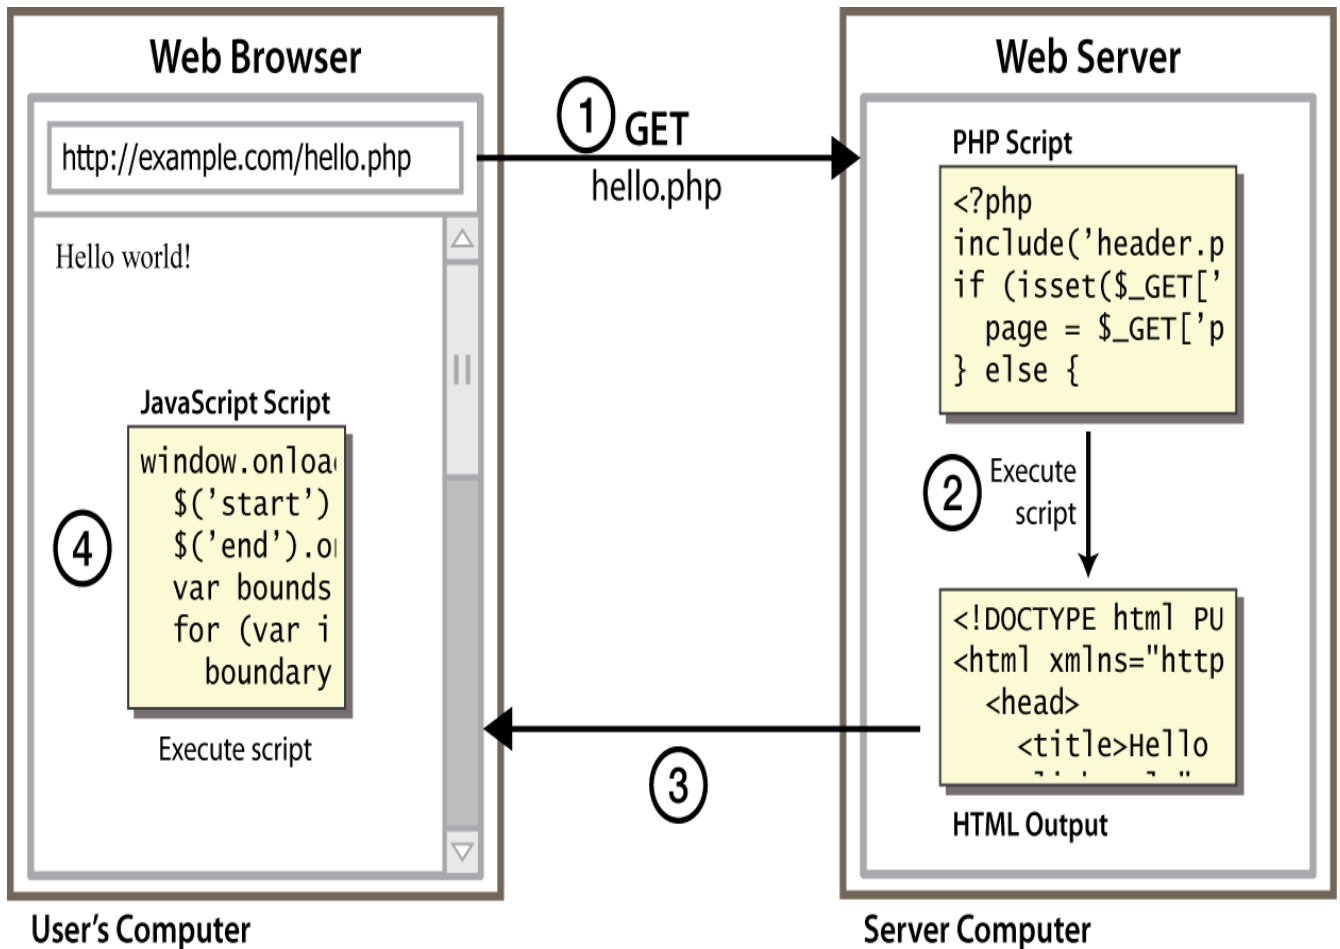 Web Browser
http://example.com/hello.php
Hello world!
JavaScript Script
window.onloa
$('start')
$('end').o
var bounds
for (var i
boundary
4
Execute script
User's Computer
1 GET
hello.php
3
Web Server
PHP Script
<?php
include('header.p
if (isset($_GET['
page = $_GET['p
} else {
2 Execute
script
<!DOCTYPE html PU
<html xmlns="http
<head>
<title>Hello
HTML Output
Server Computer